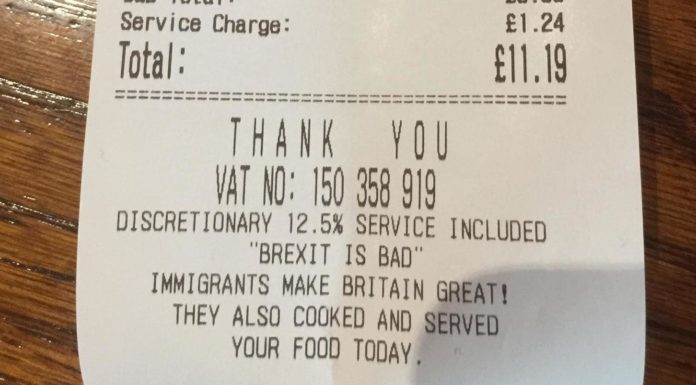 Service Charge: £1.24
Total: £11.19
THANK YOU
VAT NO: 150 358 919
DISCRETIONARY 12.5% SERVICE INCLUDED
"BREXIT IS BAD"
IMMIGRANTS MAKE BRITAIN GREAT!
THEY ALSO COOKED AND SERVED
YOUR FOOD TODAY.